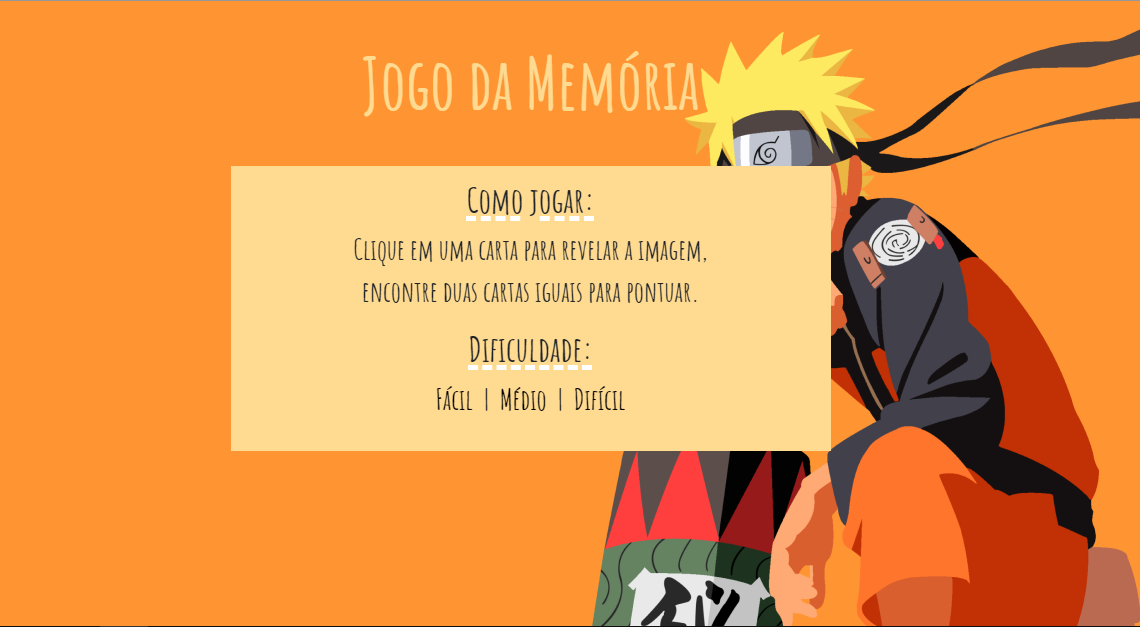 Jogo da Memória
Como jogar:
Clique em uma carta para revelar a imagem,
encontre duas cartas iguais para pontuar.
Dificuldade:
Fácil | Médio | Difícil